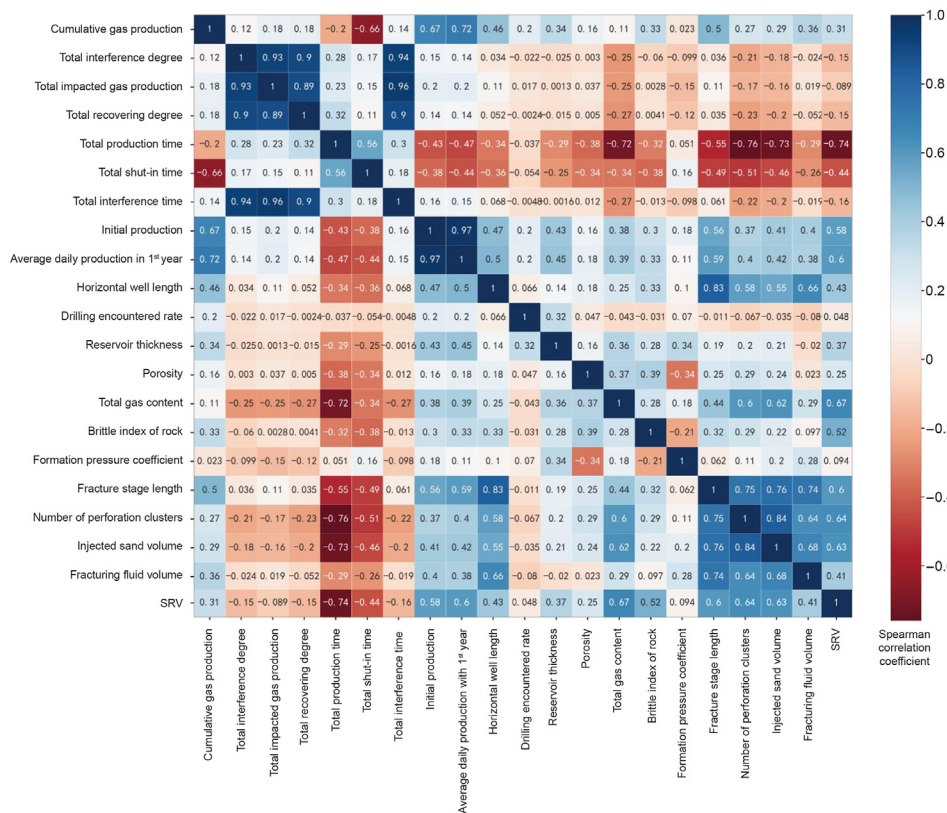 Cumulative gas production 1 0.12 0.18 0.18 −0.2 −0.66 0.14 0.67 0.72 0.46 0.2 0.34 0.16 0.11 0.33 0.023 0.5 0.27 0.29 0.36 0.31
Total interference degree 0.12 1 0.93 0.9 0.28 0.17 0.94 0.15 0.14 0.034 −0.022 −0.025 0.003 −0.25 −0.06 −0.099 0.036 −0.21 −0.18 −0.024 −0.15
Total impacted gas production 0.18 0.93 1 0.89 0.23 0.15 0.96 0.2 0.2 0.11 0.017 0.0013 0.037 −0.25 0.0028 −0.15 0.11 −0.17 −0.16 0.019 −0.089
Total recovering degree 0.18 0.9 0.89 1 0.32 0.11 0.9 0.14 0.14 0.052 −0.0024 −0.015 0.005 −0.27 0.0041 −0.12 0.035 −0.23 −0.2 −0.052 −0.15
Total production time −0.2 0.28 0.23 0.32 1 0.56 0.3 −0.43 −0.47 −0.34 −0.037 −0.29 −0.38 −0.72 −0.32 0.051 −0.55 −0.76 −0.73 −0.29 −0.74
Total shut-in time −0.66 0.17 0.15 0.11 0.56 1 0.18 −0.38 −0.44 −0.36 −0.054 −0.25 −0.34 −0.34 −0.38 0.16 −0.49 −0.51 −0.46 −0.26 −0.44
Total interference time 0.14 0.94 0.96 0.9 0.3 0.18 1 0.16 0.15 0.068 −0.0048 −0.0016 0.012 −0.27 −0.013 −0.098 0.061 −0.22 −0.2 −0.019 −0.16
Initial production 0.67 0.15 0.2 0.14 −0.43 −0.38 0.16 1 0.97 0.47 0.2 0.43 0.16 0.38 0.3 0.18 0.56 0.37 0.41 0.4 0.58
Average daily production in 1st year 0.72 0.14 0.2 0.14 −0.47 −0.44 0.15 0.97 1 0.5 0.2 0.45 0.18 0.39 0.33 0.11 0.59 0.4 0.42 0.38 0.6
Horizontal well length 0.46 0.034 0.11 0.052 −0.34 −0.36 0.068 0.47 0.5 1 0.066 0.14 0.18 0.25 0.33 0.1 0.83 0.58 0.55 0.66 0.43
Drilling encountered rate 0.2 −0.022 0.017 −0.0024 −0.037 −0.054 −0.0048 0.2 0.2 0.066 1 0.32 0.047 −0.043 −0.031 0.07 −0.011 −0.067 −0.035 −0.08 0.048
Reservoir thickness 0.34 −0.025 0.0013 −0.015 −0.29 −0.25 −0.0016 0.43 0.45 0.14 0.32 1 0.16 0.36 0.28 0.34 0.19 0.2 0.21 −0.02 0.37
Porosity 0.16 0.003 0.037 0.005 −0.38 −0.34 0.012 0.16 0.18 0.18 0.047 0.16 1 0.37 0.39 −0.34 0.25 0.29 0.24 0.023 0.25
Total gas content 0.11 −0.25 −0.25 −0.27 −0.72 −0.34 −0.27 0.38 0.39 0.25 −0.043 0.36 0.37 1 0.28 0.18 0.44 0.6 0.62 0.29 0.67
Brittle index of rock 0.33 −0.06 0.0028 0.0041 −0.32 −0.38 −0.013 0.3 0.33 0.33 −0.031 0.28 0.39 0.28 1 −0.21 0.32 0.29 0.22 0.097 0.52
Formation pressure coefficient 0.023 −0.099 −0.15 −0.12 0.051 0.16 −0.098 0.18 0.11 0.1 0.07 0.34 −0.34 0.18 −0.21 1 0.062 0.11 0.2 0.28 0.094
Fracture stage length 0.5 0.036 0.11 0.035 −0.55 −0.49 0.061 0.56 0.59 0.83 −0.011 0.19 0.25 0.44 0.32 0.062 1 0.75 0.76 0.74 0.6
Number of perforation clusters 0.27 −0.21 −0.17 −0.23 −0.76 −0.51 −0.22 0.37 0.4 0.58 −0.067 0.2 0.29 0.6 0.29 0.11 0.75 1 0.84 0.64 0.64
Injected sand volume 0.29 −0.18 −0.16 −0.2 −0.73 −0.46 −0.2 0.41 0.42 0.55 −0.035 0.21 0.24 0.62 0.22 0.2 0.76 0.84 1 0.68 0.63
Fracturing fluid volume 0.36 −0.024 0.019 −0.052 −0.29 −0.26 −0.019 0.4 0.38 0.66 −0.08 −0.02 0.023 0.29 0.097 0.28 0.74 0.64 0.68 1 0.41
SRV 0.31 −0.15 −0.089 −0.15 −0.74 −0.44 −0.16 0.58 0.6 0.43 0.048 0.37 0.25 0.67 0.52 0.094 0.6 0.64 0.63 0.41 1
Cumulative gas production
Total interference degree
Total impacted gas production
Total recovering degree
Total production time
Total shut-in time
Total interference time
Initial production
Average daily production with 1st year
Horizontal well length
Drilling encountered rate
Reservoir thickness
Porosity
Total gas content
Brittle index of rock
Formation pressure coefficient
Fracture stage length
Number of perforation clusters
Injected sand volume
Fracturing fluid volume
SRV
1.0
0.8
0.6
0.4
0.2
0
Spearman
correlation
coefficient